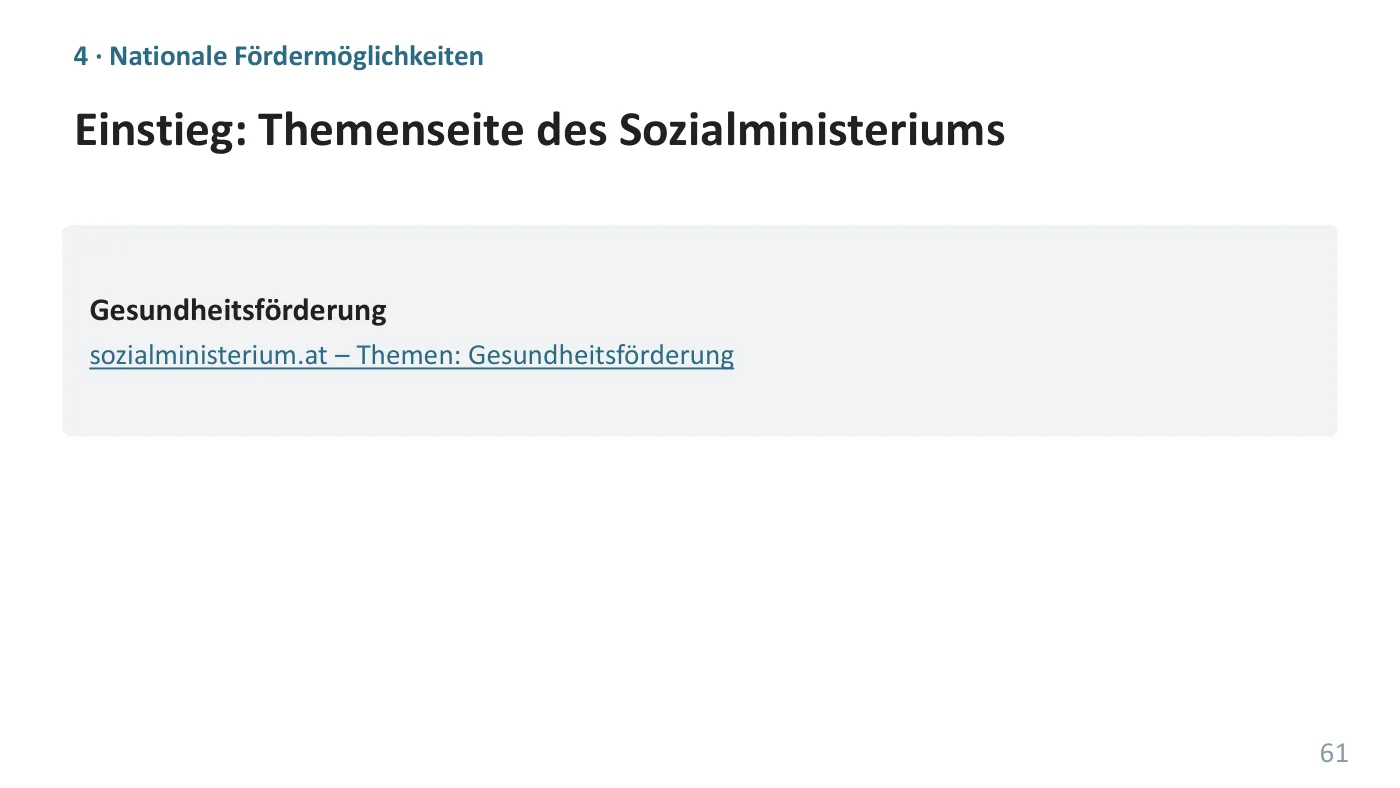 4 · Nationale Fördermöglichkeiten
Einstieg: Themenseite des Sozialministeriums
Gesundheitsförderung
sozialministerium.at – Themen: Gesundheitsförderung
61